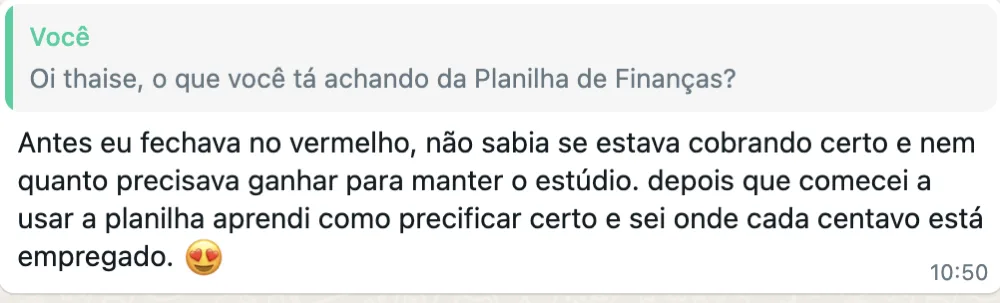 Você
Oi thaise, o que você tá achando da Planilha de Finanças?
Antes eu fechava no vermelho, não sabia se estava cobrando certo e nem
quanto precisava ganhar para manter o estúdio. depois que comecei a
usar a planilha aprendi como precificar certo e sei onde cada centavo está
empregado. 😍
10:50